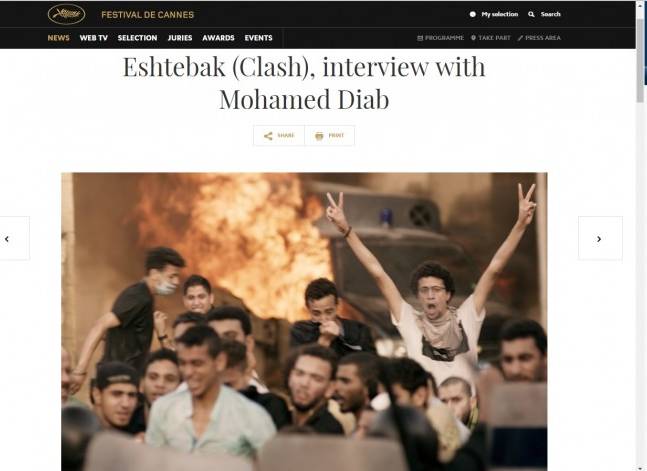 FESTIVAL DE CANNES
My selection Search
NEWS WEB TV SELECTION JURIES AWARDS EVENTS PROGRAMME TAKE PART PRESS AREA
Eshtebak (Clash), interview with
Mohamed Diab
SHARE PRINT